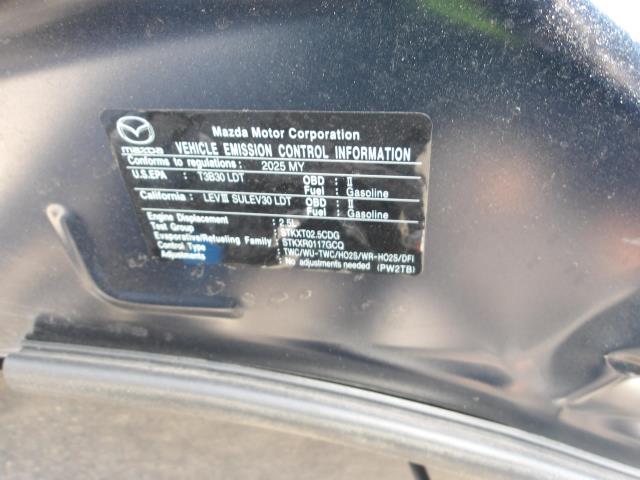 Mazda Motor Corporation
mazda VEHICLE EMISSION CONTROL INFORMATION
Conforms to regulations : 2025 MY
U.S.EPA : T3B30 LDT OBD : II
Fuel : Gasoline
California : LEVIII SULEV30 LDT OBD : II
Fuel : Gasoline
Engine Displacement : 2.5L
Test Group : STKXT02.5CDG
Evaporative/Refueling Family : STKXR0117GCQ
Control Type : TWC/WU-TWC/HO2S/WR-HO2S/DFI
Adjustments : No adjustments needed (PW2TB)